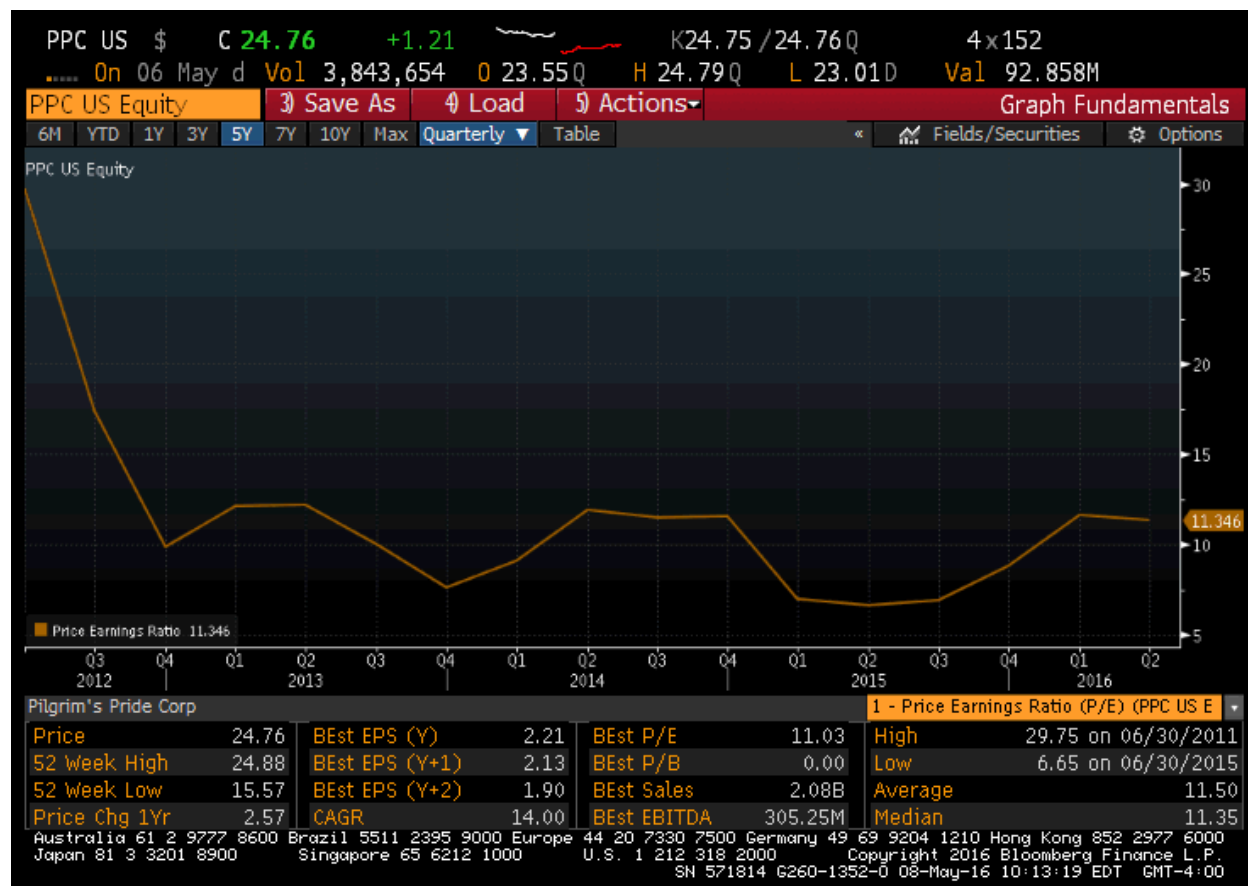 PPC US $ C 24.76 +1.21 K24.75/24.76Q 4x152
On 06 May d Vol 3,843,654 O 23.55Q H 24.79Q L 23.01D Val 92.858M
PPC US Equity 3) Save As 4) Load 5) Actions Graph Fundamentals
6M YTD 1Y 3Y 5Y 7Y 10Y Max Quarterly ▼ Table « Fields/Securities Options
PPC US Equity
30
25
20
15
11.346
10
5
Price Earnings Ratio 11.346
Q3 Q4 Q1 Q2 Q3 Q4 Q1 Q2 Q3 Q4 Q1 Q2 Q3 Q4 Q1 Q2
2012 2013 2014 2015 2016
Pilgrim's Pride Corp 1 - Price Earnings Ratio (P/E) (PPC US E
Price 24.76 BEst EPS (Y) 2.21 BEst P/E 11.03 High 29.75 on 06/30/2011
52 Week High 24.88 BEst EPS (Y+1) 2.13 BEst P/B 0.00 Low 6.65 on 06/30/2015
52 Week Low 15.57 BEst EPS (Y+2) 1.90 BEst Sales 2.08B Average 11.50
Price Chg 1Yr 2.57 CAGR 14.00 BEst EBITDA 305.25M Median 11.35
Australia 61 2 9777 8600 Brazil 5511 2395 9000 Europe 44 20 7330 7500 Germany 49 69 9204 1210 Hong Kong 852 2977 6000
Japan 81 3 3201 8900 Singapore 65 6212 1000 U.S. 1 212 318 2000 Copyright 2016 Bloomberg Finance L.P.
SN 571814 G260-1352-0 08-May-16 10:13:19 EDT GMT-4:00